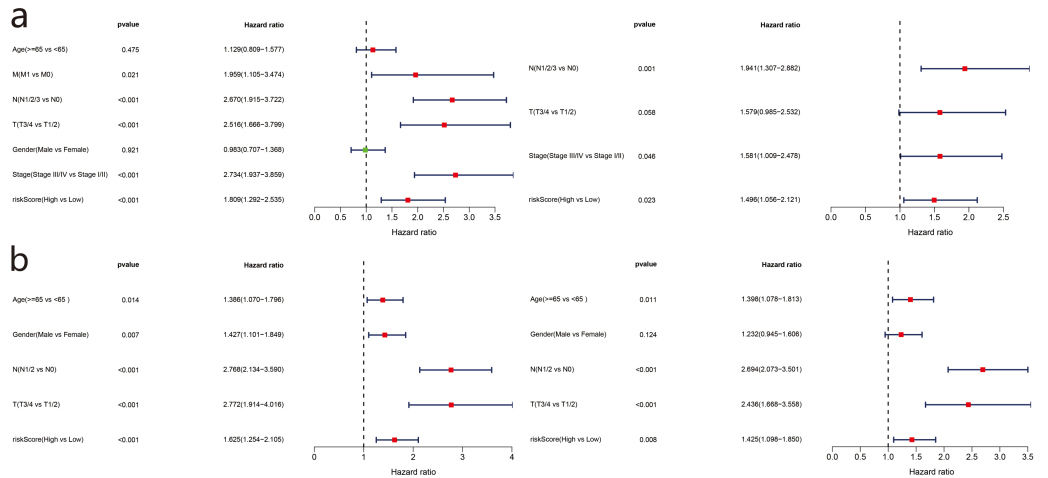 a
pvalue Hazard ratio
Age(>=65 vs <65) 0.475 1.129(0.809−1.577)
M(M1 vs M0) 0.021 1.959(1.105−3.474)
N(N1/2/3 vs N0) <0.001 2.670(1.915−3.722)
T(T3/4 vs T1/2) <0.001 2.516(1.666−3.799)
Gender(Male vs Female) 0.921 0.983(0.707−1.368)
Stage(Stage III/IV vs Stage I/II) <0.001 2.734(1.937−3.859)
riskScore(High vs Low) <0.001 1.809(1.292−2.535)
0.0 0.5 1.0 1.5 2.0 2.5 3.0 3.5
Hazard ratio
pvalue Hazard ratio
N(N1/2/3 vs N0) 0.001 1.941(1.307−2.882)
T(T3/4 vs T1/2) 0.058 1.579(0.985−2.532)
Stage(Stage III/IV vs Stage I/II) 0.046 1.581(1.009−2.478)
riskScore(High vs Low) 0.023 1.496(1.056−2.121)
0.0 0.5 1.0 1.5 2.0 2.5
Hazard ratio
b
pvalue Hazard ratio
Age(>=65 vs <65 ) 0.014 1.386(1.070−1.796)
Gender(Male vs Female) 0.007 1.427(1.101−1.849)
N(N1/2 vs N0) <0.001 2.768(2.134−3.590)
T(T3/4 vs T1/2) <0.001 2.772(1.914−4.016)
riskScore(High vs Low) <0.001 1.625(1.254−2.105)
0 1 2 3 4
Hazard ratio
pvalue Hazard ratio
Age(>=65 vs <65 ) 0.011 1.398(1.078−1.813)
Gender(Male vs Female) 0.124 1.232(0.945−1.606)
N(N1/2 vs N0) <0.001 2.694(2.073−3.501)
T(T3/4 vs T1/2) <0.001 2.436(1.668−3.558)
riskScore(High vs Low) 0.008 1.425(1.098−1.850)
0.0 0.5 1.0 1.5 2.0 2.5 3.0 3.5
Hazard ratio